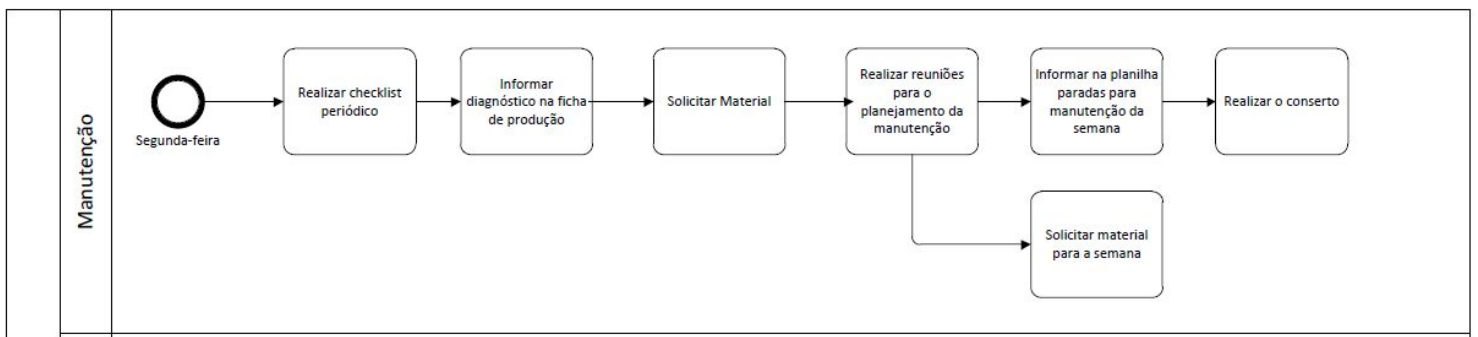 Manutenção
Segunda-feira
Realizar checklist
periódico
Informar
diagnóstico na ficha
de produção
Solicitar Material
Realizar reuniões
para o
planejamento da
manutenção
Informar na planilha
paradas para
manutenção da
semana
Realizar o conserto
Solicitar material
para a semana